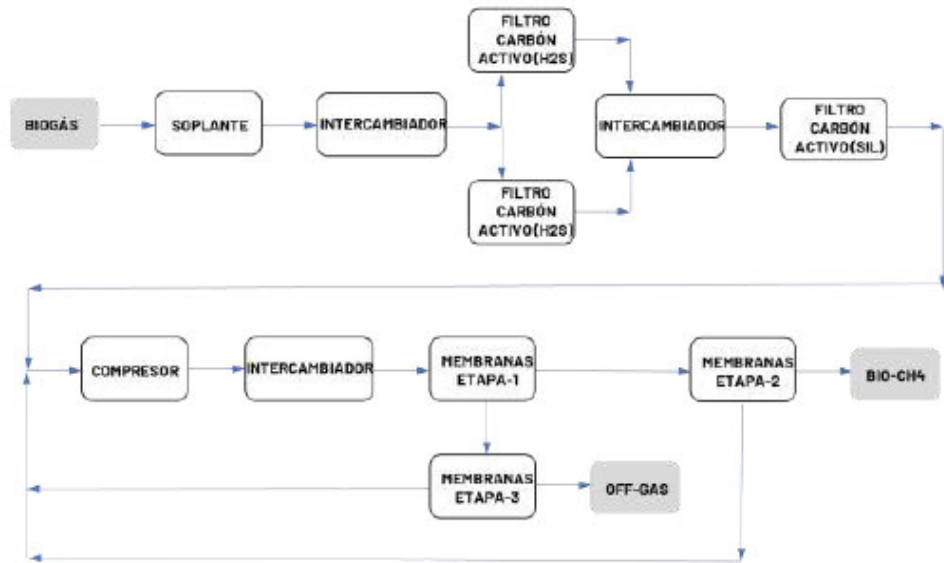 FILTRO
CARBÓN
ACTIVO(H2S)
BIOGÁS
SOPLANTE
INTERCAMBIADOR
INTERCAMBIADOR
FILTRO
CARBÓN
ACTIVO(SIL)
FILTRO
CARBÓN
ACTIVO(H2S)
COMPRESOR
INTERCAMBIADOR
MEMBRANAS
ETAPA-1
MEMBRANAS
ETAPA-2
BIO-CH4
MEMBRANAS
ETAPA-3
OFF-GAS